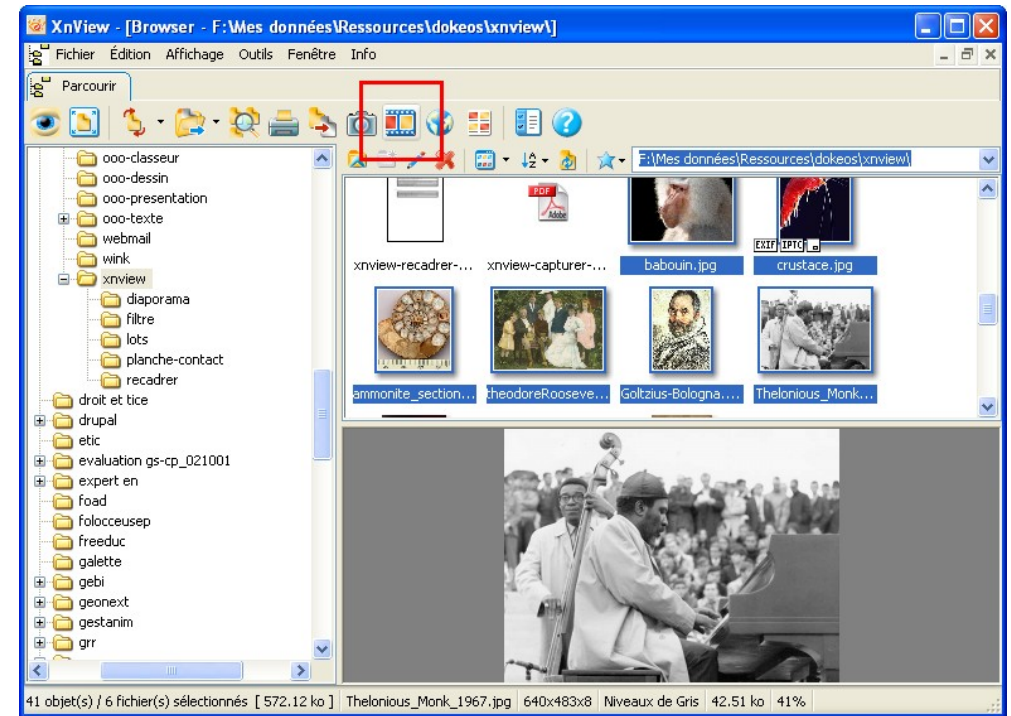 XnView - [Browser - F:\Mes données\Ressources\dokeos\xnview\]
Fichier Édition Affichage Outils Fenêtre Info
Parcourir
F:\Mes données\Ressources\dokeos\xnview\
ooo-classeur
ooo-dessin
ooo-presentation
ooo-texte
webmail
wink
xnview
diaporama
filtre
lots
planche-contact
recadrer
droit et tice
drupal
etic
evaluation gs-cp_021001
expert en
foad
folocceusep
freeduc
galette
gebi
geonext
gestanim
grr
PDF
Adobe
EXIF IPTC
xnview-recadrer-... xnview-capturer-... babouin.jpg crustace.jpg
ammonite_section... theodoreRooseve... Goltzius-Bologna.... Thelonious_Monk...
41 objet(s) / 6 fichier(s) sélectionnés [ 572.12 ko ] Thelonious_Monk_1967.jpg 640x483x8 Niveaux de Gris 42.51 ko 41%